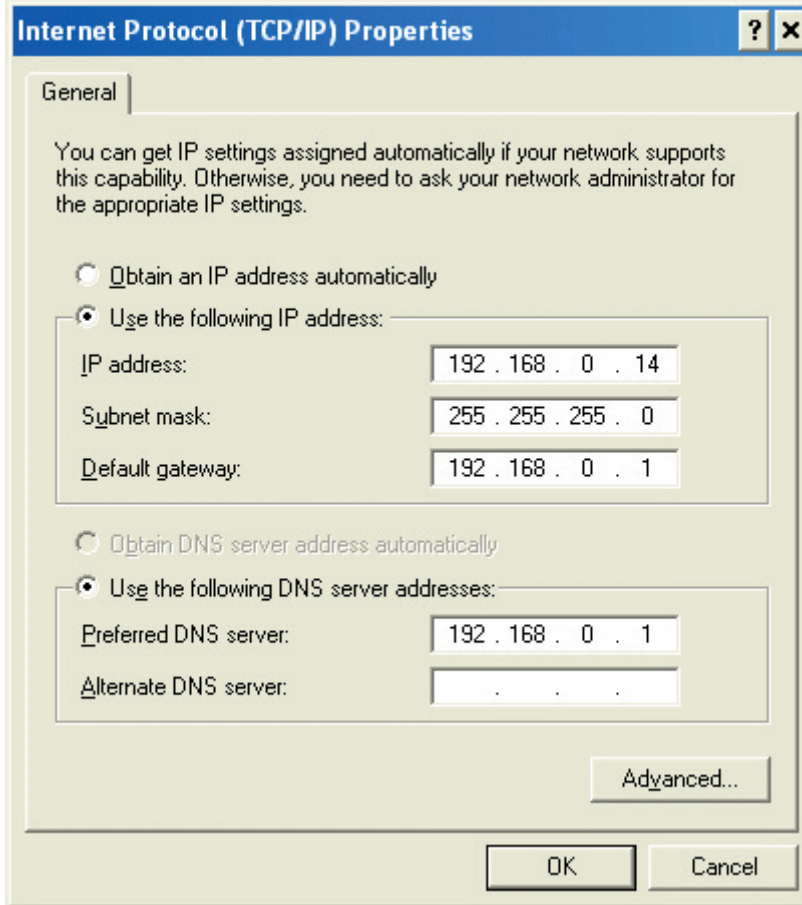 Internet Protocol (TCP/IP) Properties
General
You can get IP settings assigned automatically if your network supports
this capability. Otherwise, you need to ask your network administrator for
the appropriate IP settings.
Obtain an IP address automatically
Use the following IP address:
IP address: 192 . 168 . 0 . 14
Subnet mask: 255 . 255 . 255 . 0
Default gateway: 192 . 168 . 0 . 1
Obtain DNS server address automatically
Use the following DNS server addresses:
Preferred DNS server: 192 . 168 . 0 . 1
Alternate DNS server: . . .
Advanced...
OK Cancel